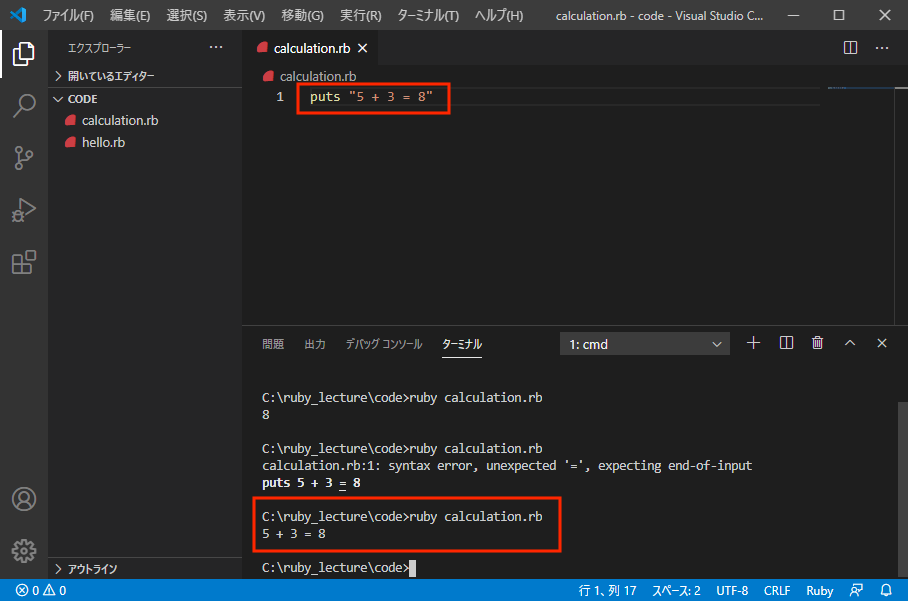 ファイル(F) 編集(E) 選択(S) 表示(V) 移動(G) 実行(R) ターミナル(T) ヘルプ(H) calculation.rb - code - Visual Studio C...
エクスプローラー ···
calculation.rb
開いているエディター
calculation.rb
CODE
1 puts "5 + 3 = 8"
calculation.rb
hello.rb
問題 出力 デバッグ コンソール ターミナル 1: cmd
C:\ruby_lecture\code>ruby calculation.rb
8
C:\ruby_lecture\code>ruby calculation.rb
calculation.rb:1: syntax error, unexpected '=', expecting end-of-input
puts 5 + 3 = 8
C:\ruby_lecture\code>ruby calculation.rb
5 + 3 = 8
C:\ruby_lecture\code>
アウトライン
0 0 行 1、列 17 スペース: 2 UTF-8 CRLF Ruby